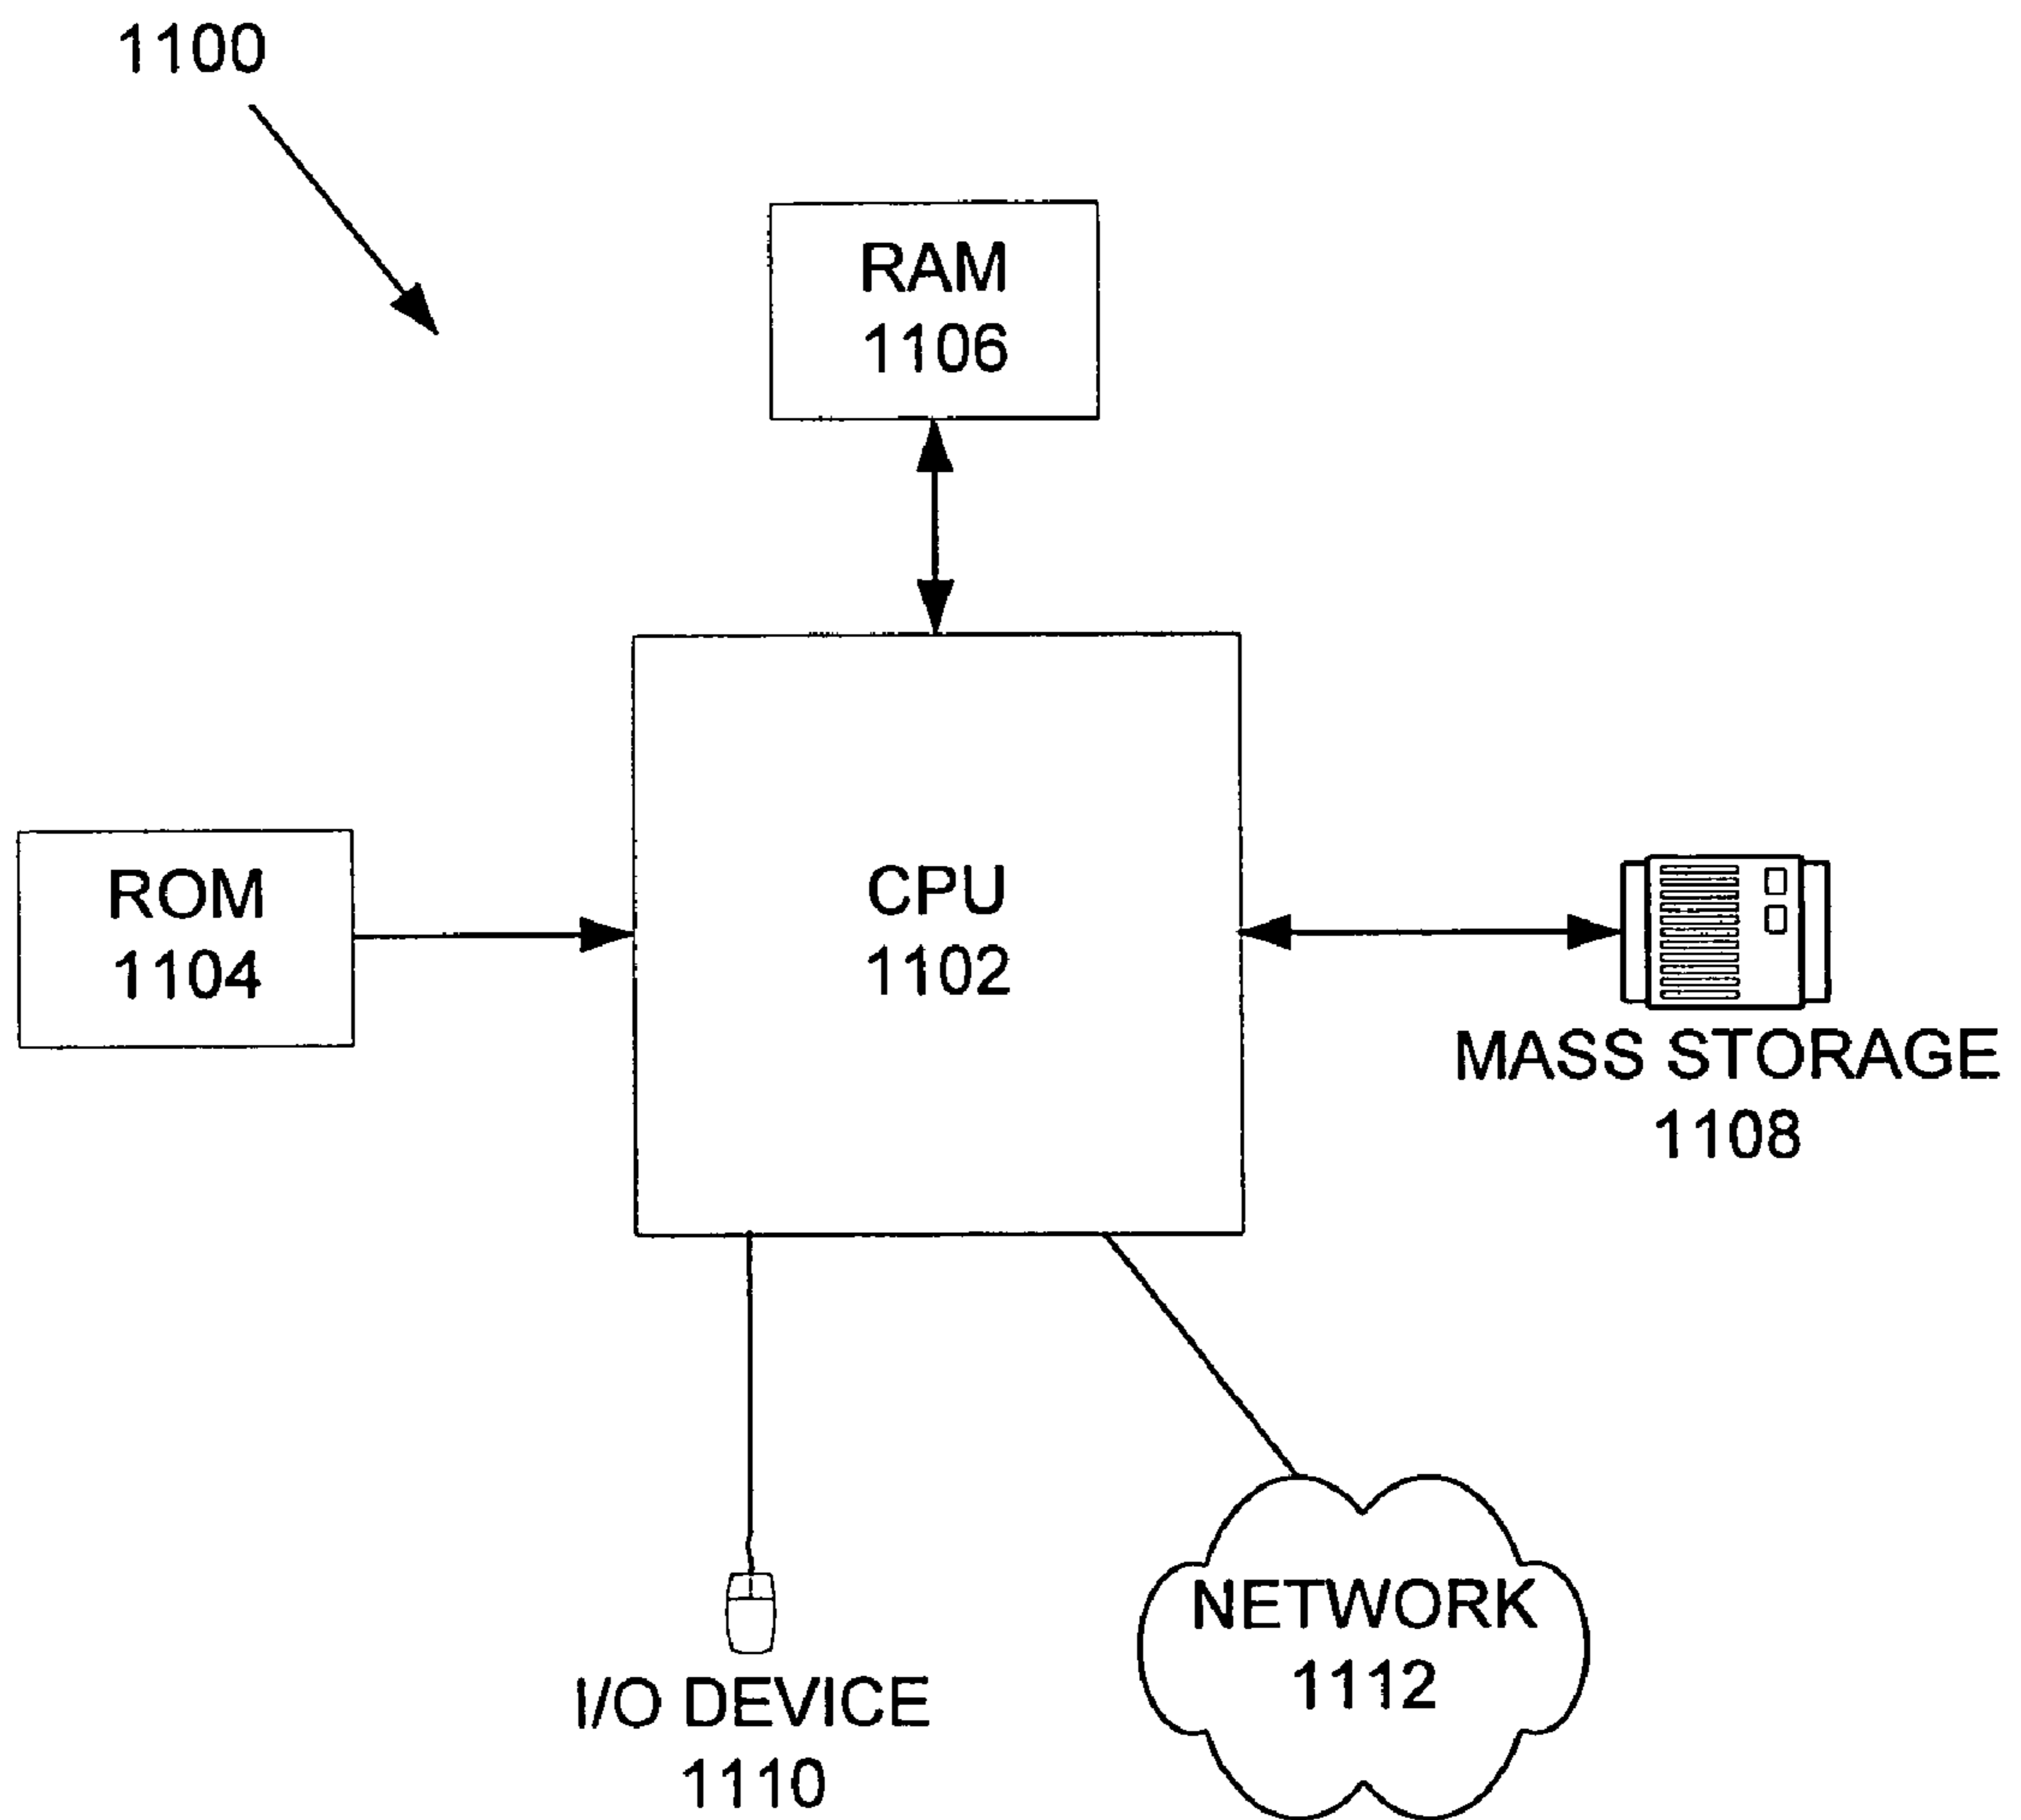 1100
RAM
1106
ROM
1104
CPU
1102
MASS STORAGE
1108
I/O DEVICE
1110
NETWORK
1112